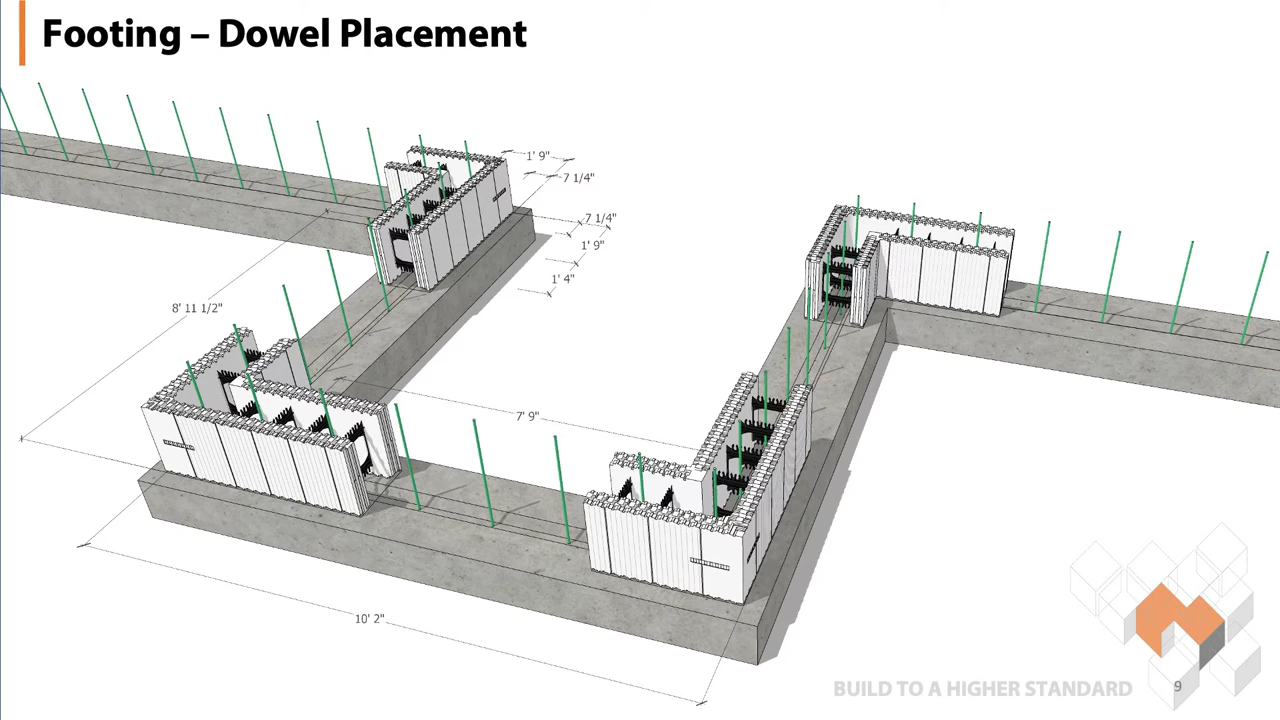 Footing – Dowel Placement
1' 9"
7 1/4"
7 1/4"
1' 9"
1' 4"
8' 11 1/2"
7' 9"
10' 2"
BUILD TO A HIGHER STANDARD
9